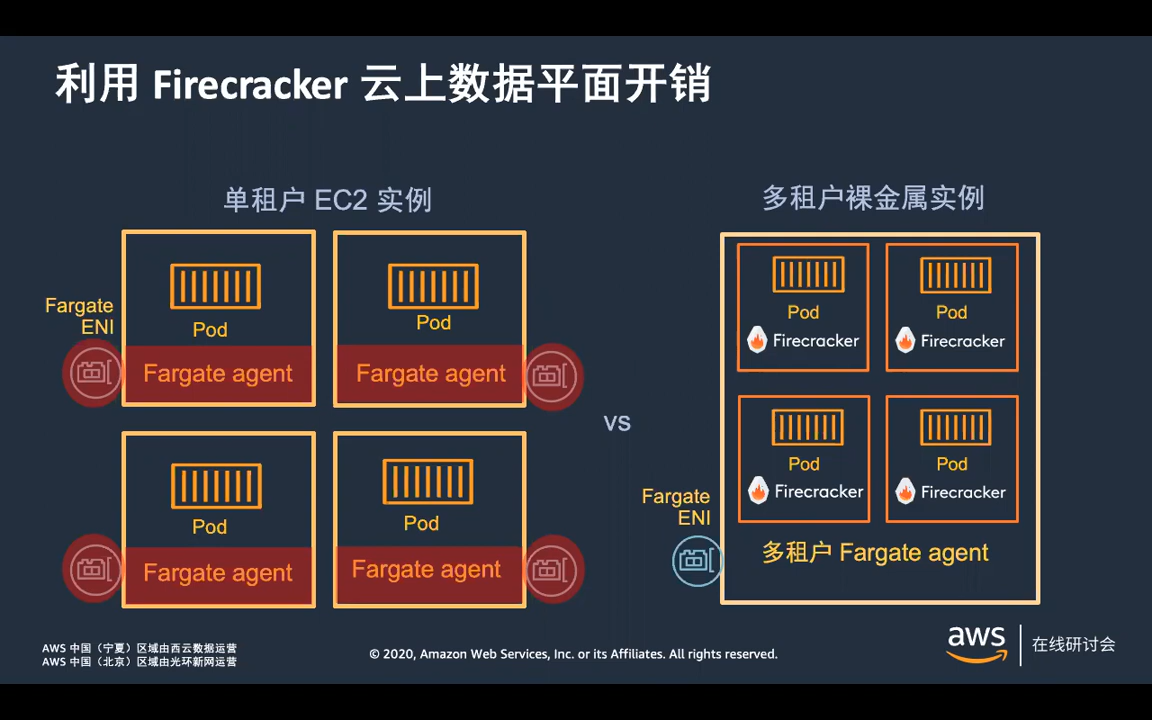 利用 Firecracker 云上数据平面开销
单租户 EC2 实例
Fargate
ENI
Pod
Fargate agent
Pod
Fargate agent
Pod
Fargate agent
Pod
Fargate agent
VS
多租户裸金属实例
Pod
Firecracker
Pod
Firecracker
Pod
Firecracker
Pod
Firecracker
Fargate
ENI
多租户 Fargate agent
AWS 中国（宁夏）区域由西云数据运营
AWS 中国（北京）区域由光环新网运营
© 2020, Amazon Web Services, Inc. or its Affiliates. All rights reserved.
aws
在线研讨会